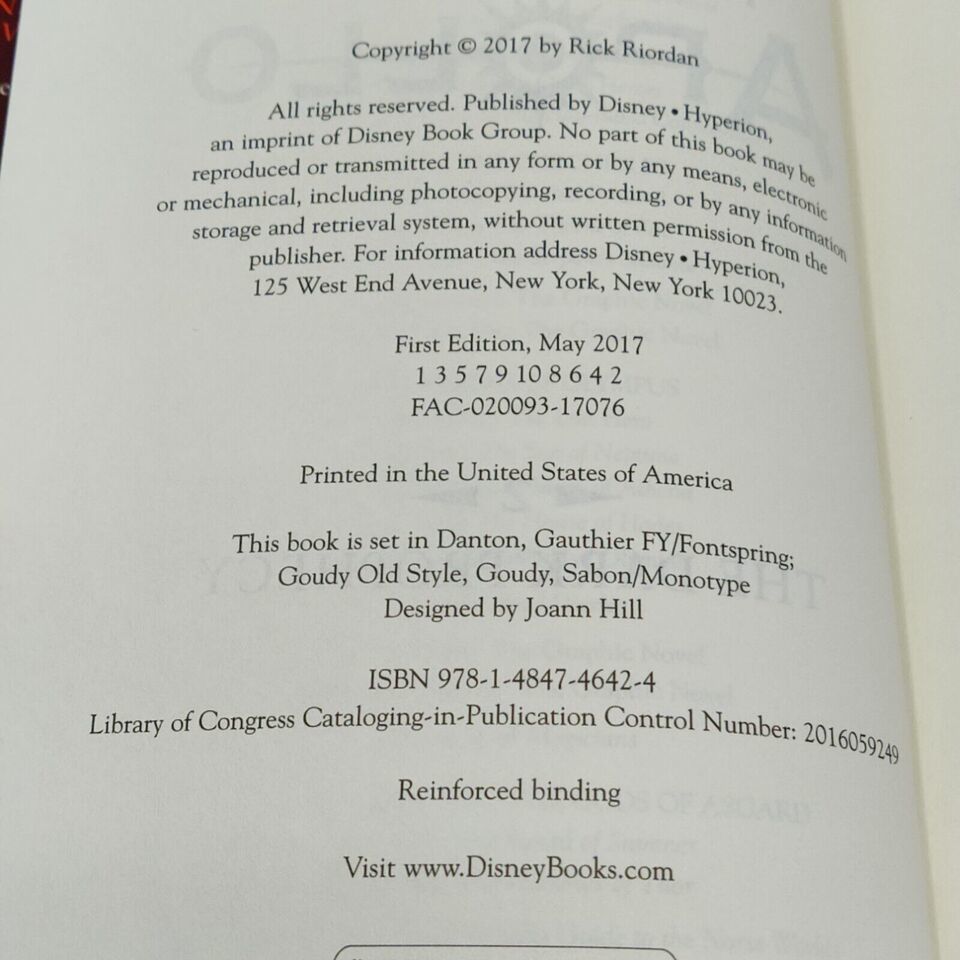 Copyright © 2017 by Rick Riordan
All rights reserved. Published by Disney • Hyperion,
an imprint of Disney Book Group. No part of this book may be
reproduced or transmitted in any form or by any means, electronic
or mechanical, including photocopying, recording, or by any information
storage and retrieval system, without written permission from the
publisher. For information address Disney • Hyperion,
125 West End Avenue, New York, New York 10023.
First Edition, May 2017
1 3 5 7 9 10 8 6 4 2
FAC-020093-17076
Printed in the United States of America
This book is set in Danton, Gauthier FY/Fontspring;
Goudy Old Style, Goudy, Sabon/Monotype
Designed by Joann Hill
ISBN 978-1-4847-4642-4
Library of Congress Cataloging-in-Publication Control Number: 2016059249
Reinforced binding
Visit www.DisneyBooks.com